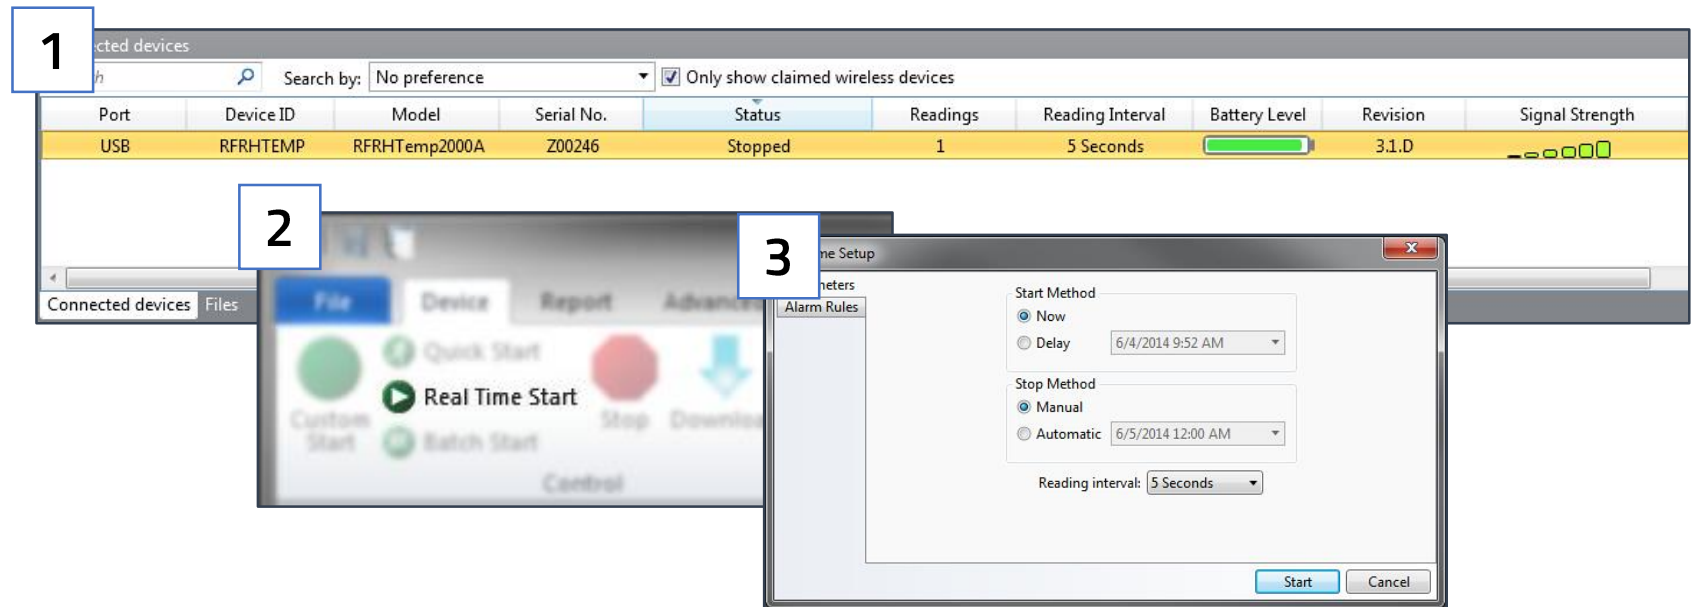 1
cted devices
h
Search by: No preference
Only show claimed wireless devices
Port Device ID Model Serial No. Status Readings Reading Interval Battery Level Revision Signal Strength
USB RFRHTEMP RFRHTemp2000A Z00246 Stopped 1 5 Seconds 3.1.D
Connected devices Files
2
File Device Report Advanced
Quick Start
Real Time Start
Batch Start
Custom
Start
Stop
Download
Control
3
me Setup
meters
Alarm Rules
Start Method
Now
Delay 6/4/2014 9:52 AM
Stop Method
Manual
Automatic 6/5/2014 12:00 AM
Reading interval: 5 Seconds
Start Cancel